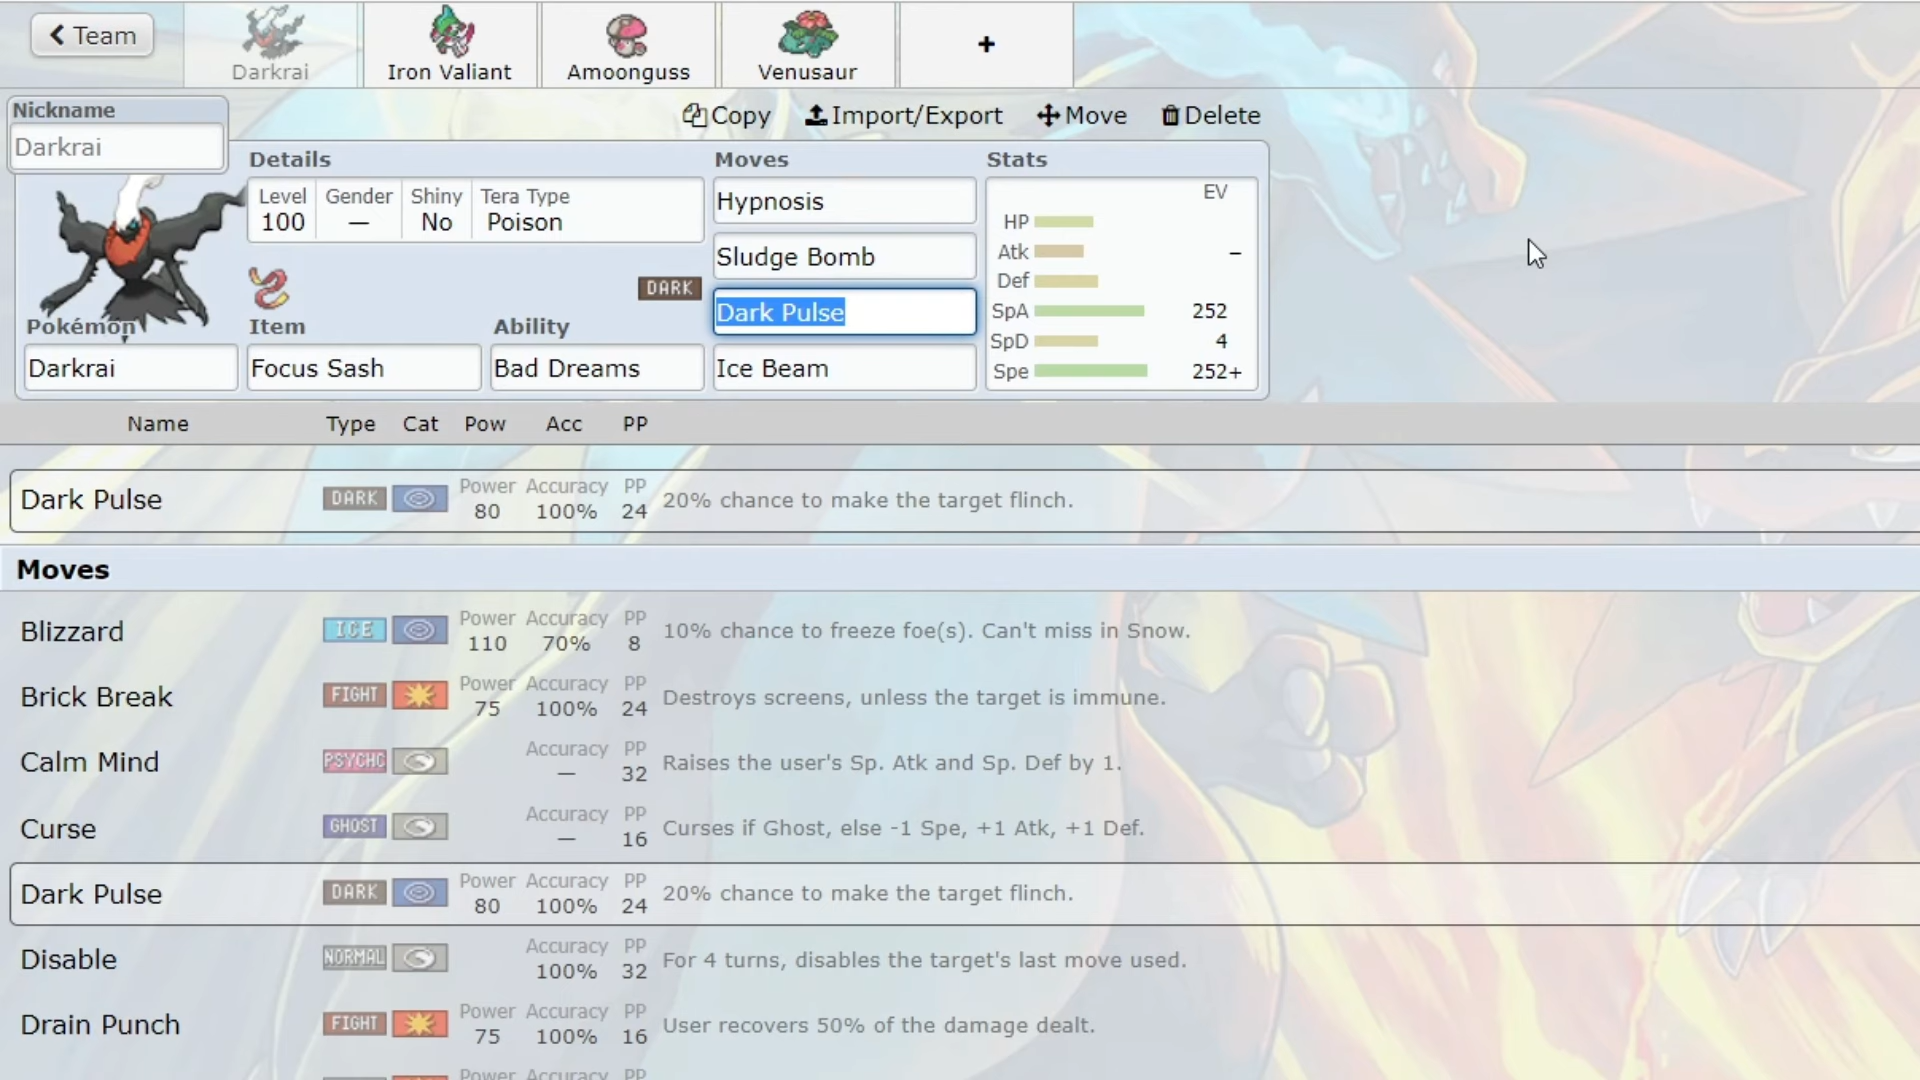 Team
Darkrai
Iron Valiant
Amoonguss
Venusaur
+
Nickname
Darkrai
Copy
Import/Export
Move
Delete
Details
Moves
Stats
Level Gender Shiny Tera Type
100 — No Poison
DARK
Pokémon
Item
Ability
Darkrai
Focus Sash
Bad Dreams
Hypnosis
Sludge Bomb
Dark Pulse
Ice Beam
EV
HP
Atk –
Def
SpA 252
SpD 4
Spe 252+
Name Type Cat Pow Acc PP
Dark Pulse DARK Power 80 Accuracy 100% PP 24 20% chance to make the target flinch.
Moves
Blizzard ICE Power 110 Accuracy 70% PP 8 10% chance to freeze foe(s). Can't miss in Snow.
Brick Break FIGHT Power 75 Accuracy 100% PP 24 Destroys screens, unless the target is immune.
Calm Mind PSYCHC Accuracy — PP 32 Raises the user's Sp. Atk and Sp. Def by 1.
Curse GHOST Accuracy — PP 16 Curses if Ghost, else -1 Spe, +1 Atk, +1 Def.
Dark Pulse DARK Power 80 Accuracy 100% PP 24 20% chance to make the target flinch.
Disable NORMAL Accuracy 100% PP 32 For 4 turns, disables the target's last move used.
Drain Punch FIGHT Power 75 Accuracy 100% PP 16 User recovers 50% of the damage dealt.
Power Accuracy PP